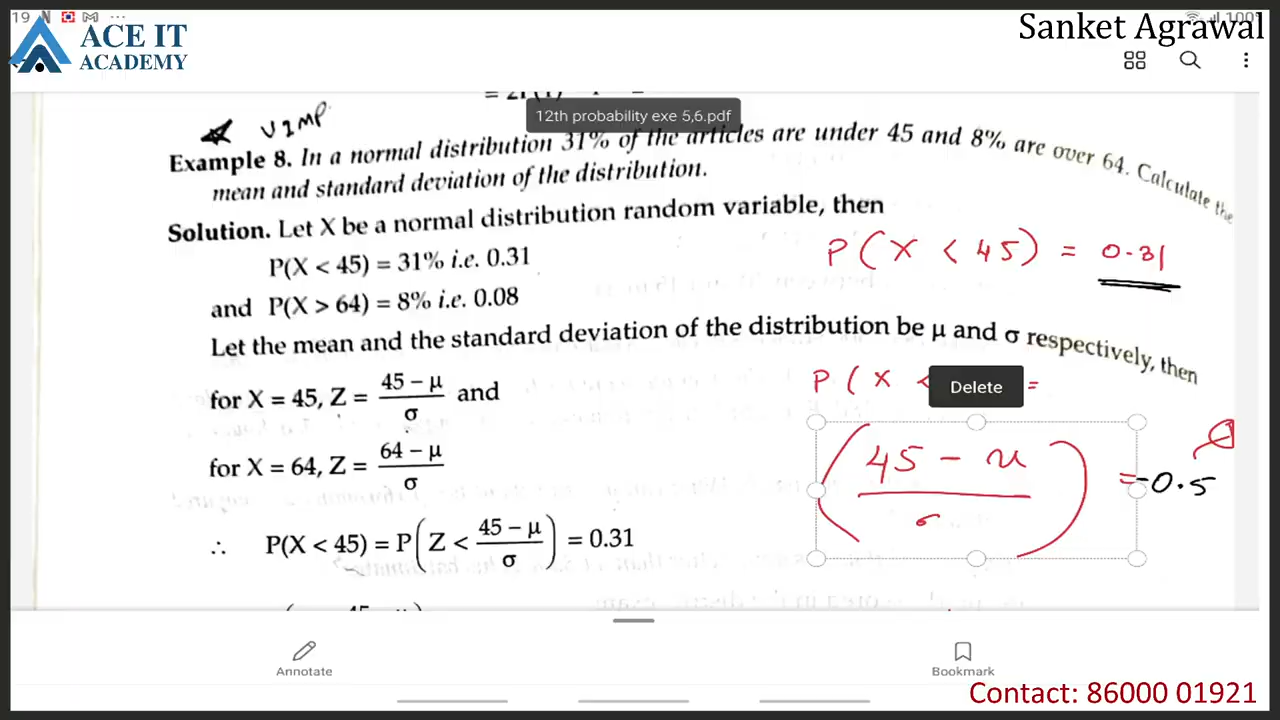 19
100%
ACE IT
ACADEMY
Sanket Agrawal
12th probability exe 5,6.pdf
V IMP
Example 8. In a normal distribution 31% of the articles are under 45 and 8% are over 64. Calculate the
mean and standard deviation of the distribution.
Solution. Let X be a normal distribution random variable, then
P(X < 45) = 31% i.e. 0.31
P(X < 45) = 0.31
and P(X > 64) = 8% i.e. 0.08
Let the mean and the standard deviation of the distribution be μ and σ respectively, then
for X = 45, Z = (45 − μ)/σ and
P(X < =
Delete
(45 − μ)/σ = -0.5
for X = 64, Z = (64 − μ)/σ
∴ P(X < 45) = P(Z < (45 − μ)/σ) = 0.31
Annotate
Bookmark
Contact: 86000 01921